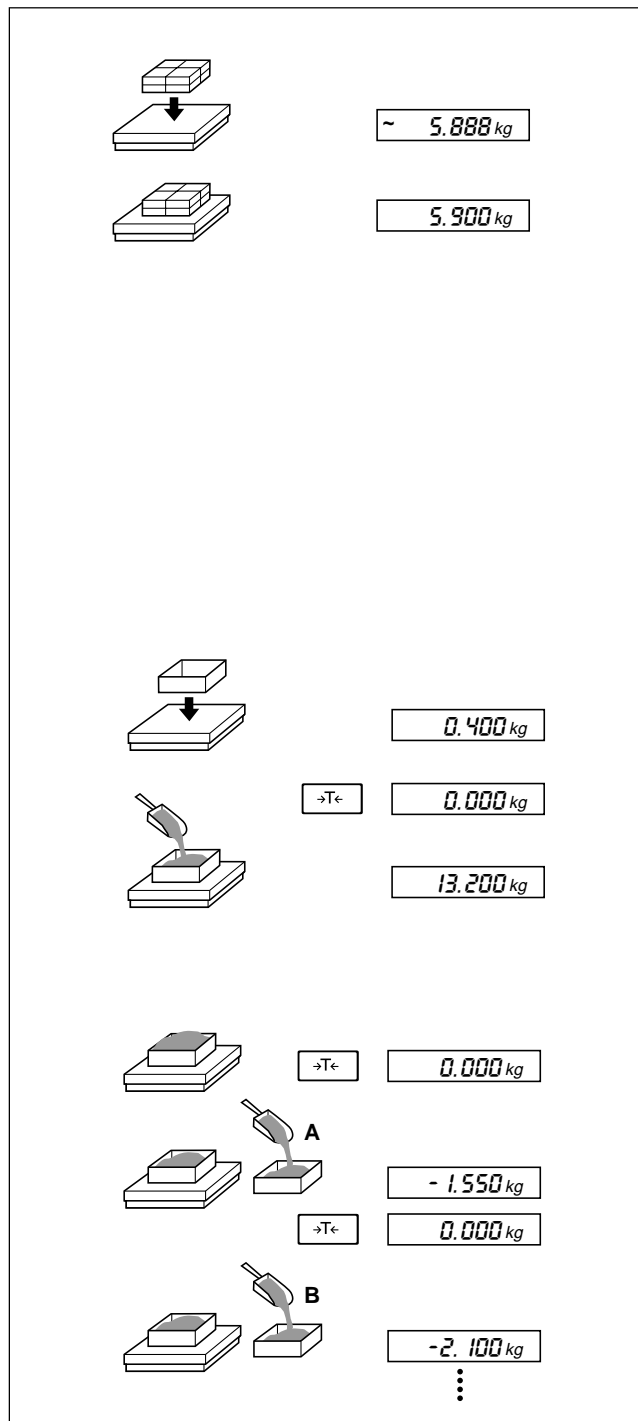 ~ 5.888 kg
5.900 kg
0.400 kg
→T← 0.000 kg
13.200 kg
→T← 0.000 kg
A
- 1.550 kg
→T← 0.000 kg
B
-2.100 kg